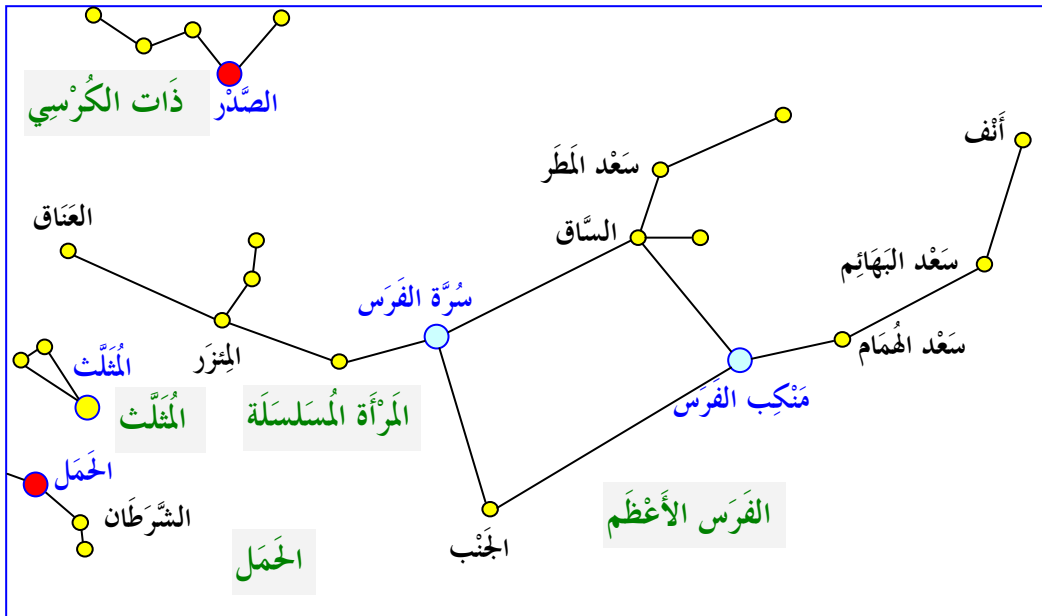 ذَات الكُرْسِي
الصَّدْر
أَنْف
سَعْد المَطَر
العَنَاق
السَّاق
سَعْد البَهَائِم
سُرَّة الفَرَس
سَعْد الهُمَام
المِئزَر
المُثَلَّث
مَنْكِب الفَرَس
المَرْأَة المُسَلسَلَة
المُثَلَّث
الحَمَل
الشَّرَطَان
الفَرَس الأَعْظَم
الجَنْب
الحَمَل